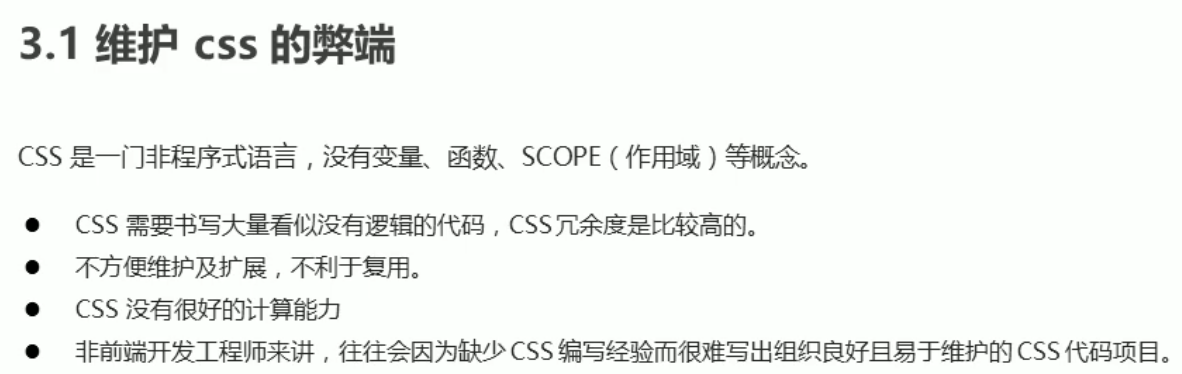 3.1 维护 css 的弊端
CSS 是一门非程序式语言，没有变量、函数、SCOPE（作用域）等概念。
● CSS 需要书写大量看似没有逻辑的代码，CSS冗余度是比较高的。
● 不方便维护及扩展，不利于复用。
● CSS 没有很好的计算能力
● 非前端开发工程师来讲，往往会因为缺少CSS编写经验而很难写出组织良好且易于维护的CSS代码项目。